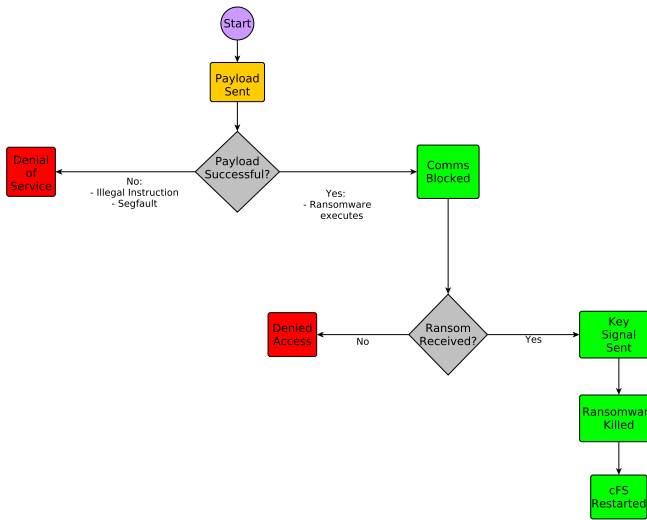 Start
Payload
Sent
Payload
Successful?
Denial
of
Service
No:
- Illegal Instruction
- Segfault
Yes:
- Ransomware
executes
Comms
Blocked
Ransom
Received?
Denied
Access
No
Yes
Key
Signal
Sent
Ransomwar
Killed
cFS
Restarted